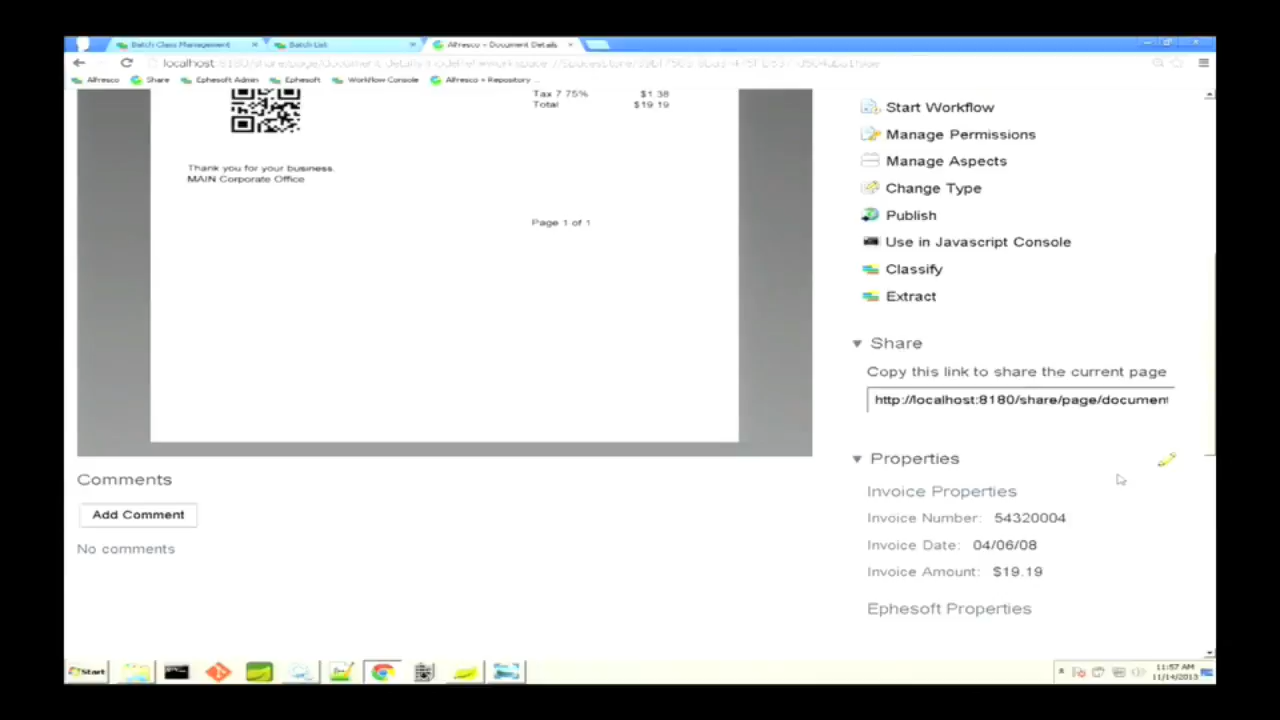 Batch Class Management
Batch List
Alfresco » Document Details
localhost
Alfresco
Share
Ephesoft Admin
Ephesoft
Workflow Console
Alfresco » Repository ...
Tax 7.75% $1.38
Total $19.19
Thank you for your business.
MAIN Corporate Office
Page 1 of 1
Start Workflow
Manage Permissions
Manage Aspects
Change Type
Publish
Use in Javascript Console
Classify
Extract
Share
Copy this link to share the current page
http://localhost:8180/share/page/document
Properties
Invoice Properties
Invoice Number: 54320004
Invoice Date: 04/06/08
Invoice Amount: $19.19
Ephesoft Properties
Comments
Add Comment
No comments
Start
11:57 AM
11/14/2013